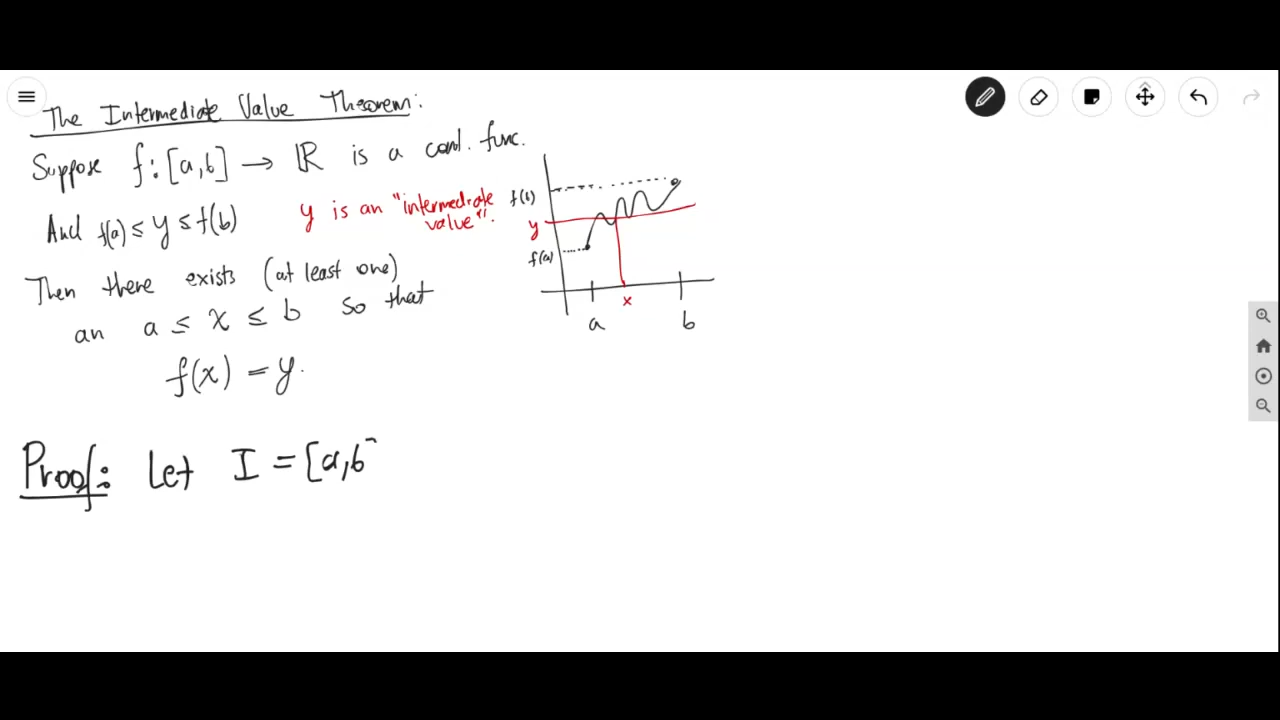 The Intermediate Value Theorem:
Suppose f: [a,b] → ℝ is a cont. func.
And f(a) ≤ y ≤ f(b)
y is an "intermediate
value".
Then there exists (at least one)
an a ≤ x ≤ b so that
f(x) = y.
f(b)
y
f(a)
x
a
b
Proof: Let I = [a,b